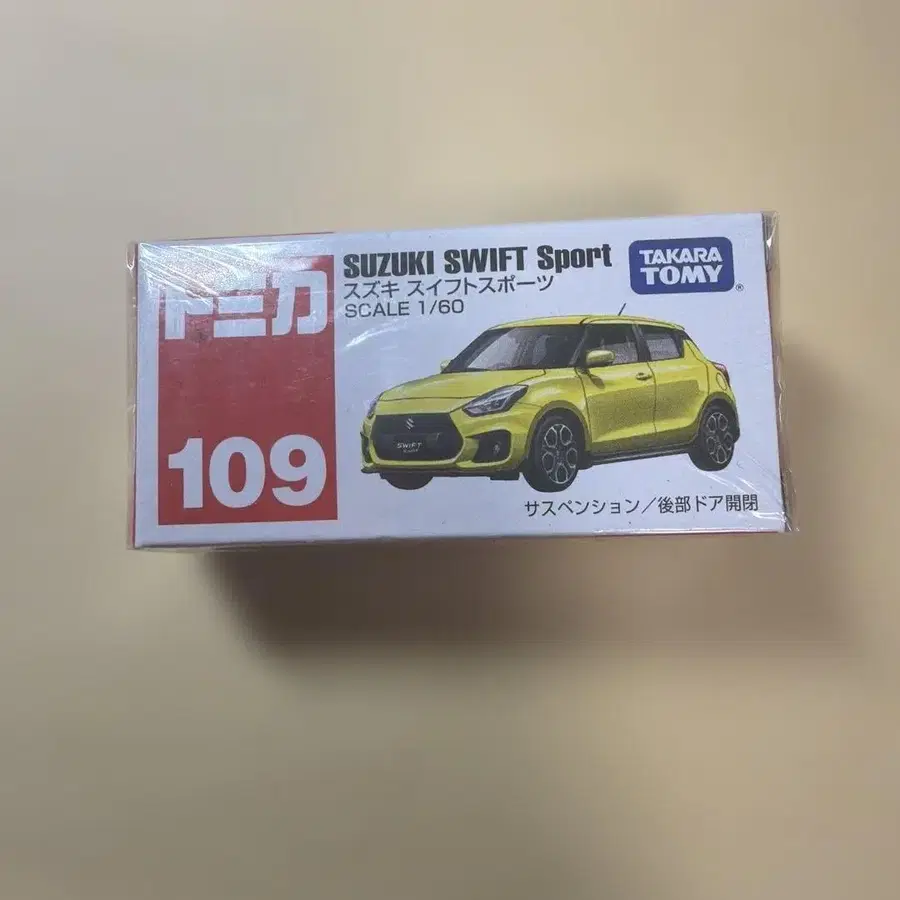 トミカ
109
SUZUKI SWIFT Sport
スズキ スイフトスポーツ
SCALE 1/60
TAKARA
TOMY
®
SWIFT
サスペンション/後部ドア開閉